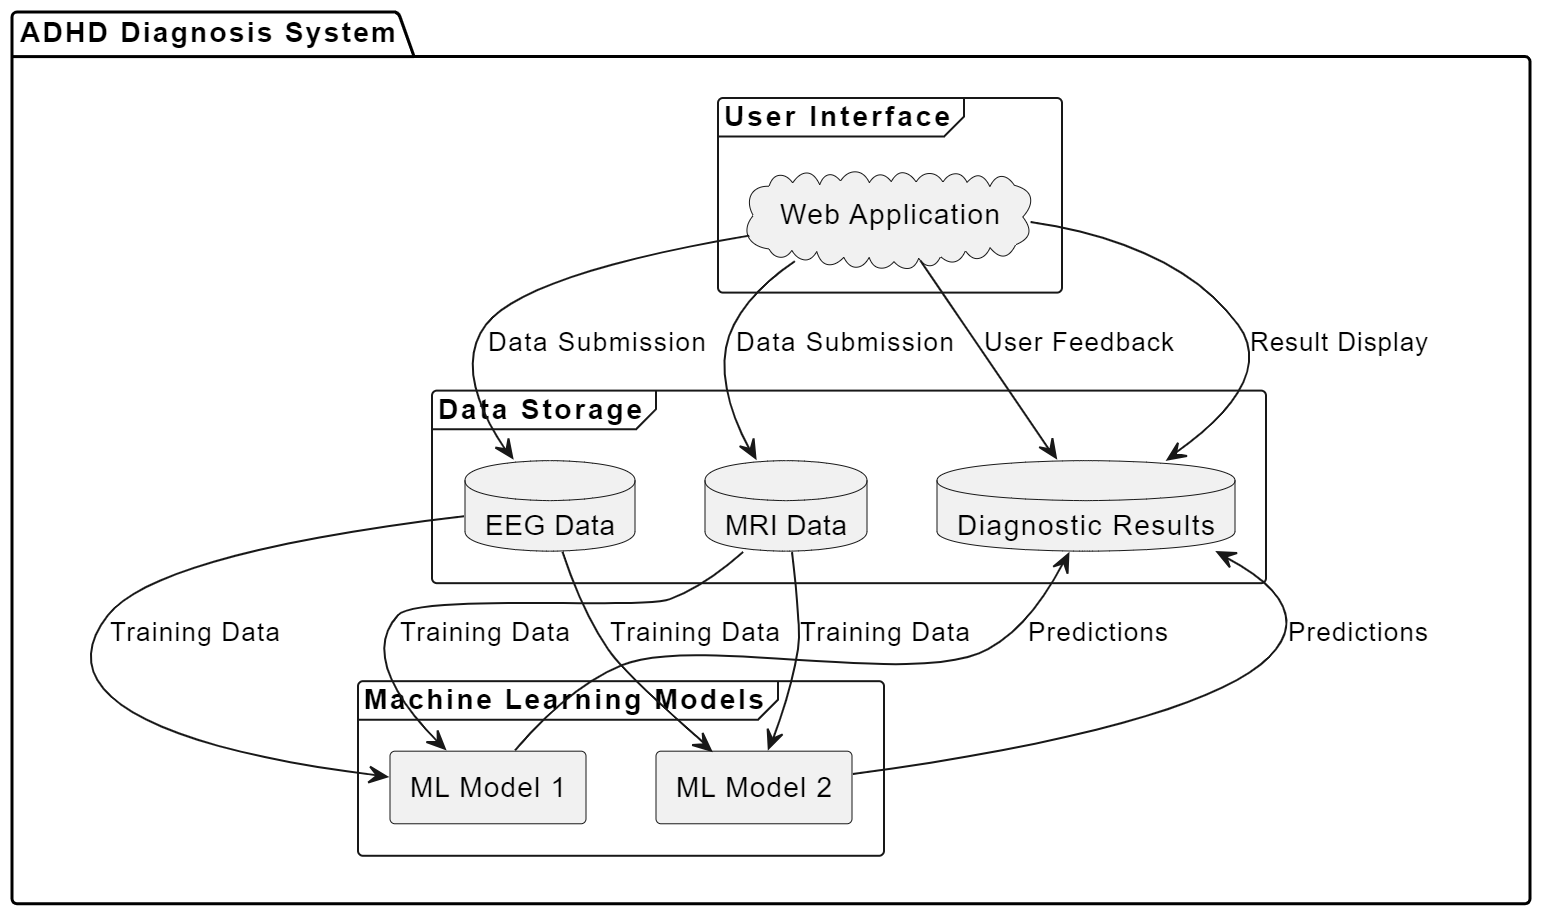 ADHD Diagnosis System
User Interface
Web Application
Data Submission
Data Submission
User Feedback
Result Display
Data Storage
EEG Data
MRI Data
Diagnostic Results
Training Data
Training Data
Training Data
Training Data
Predictions
Predictions
Machine Learning Models
ML Model 1
ML Model 2